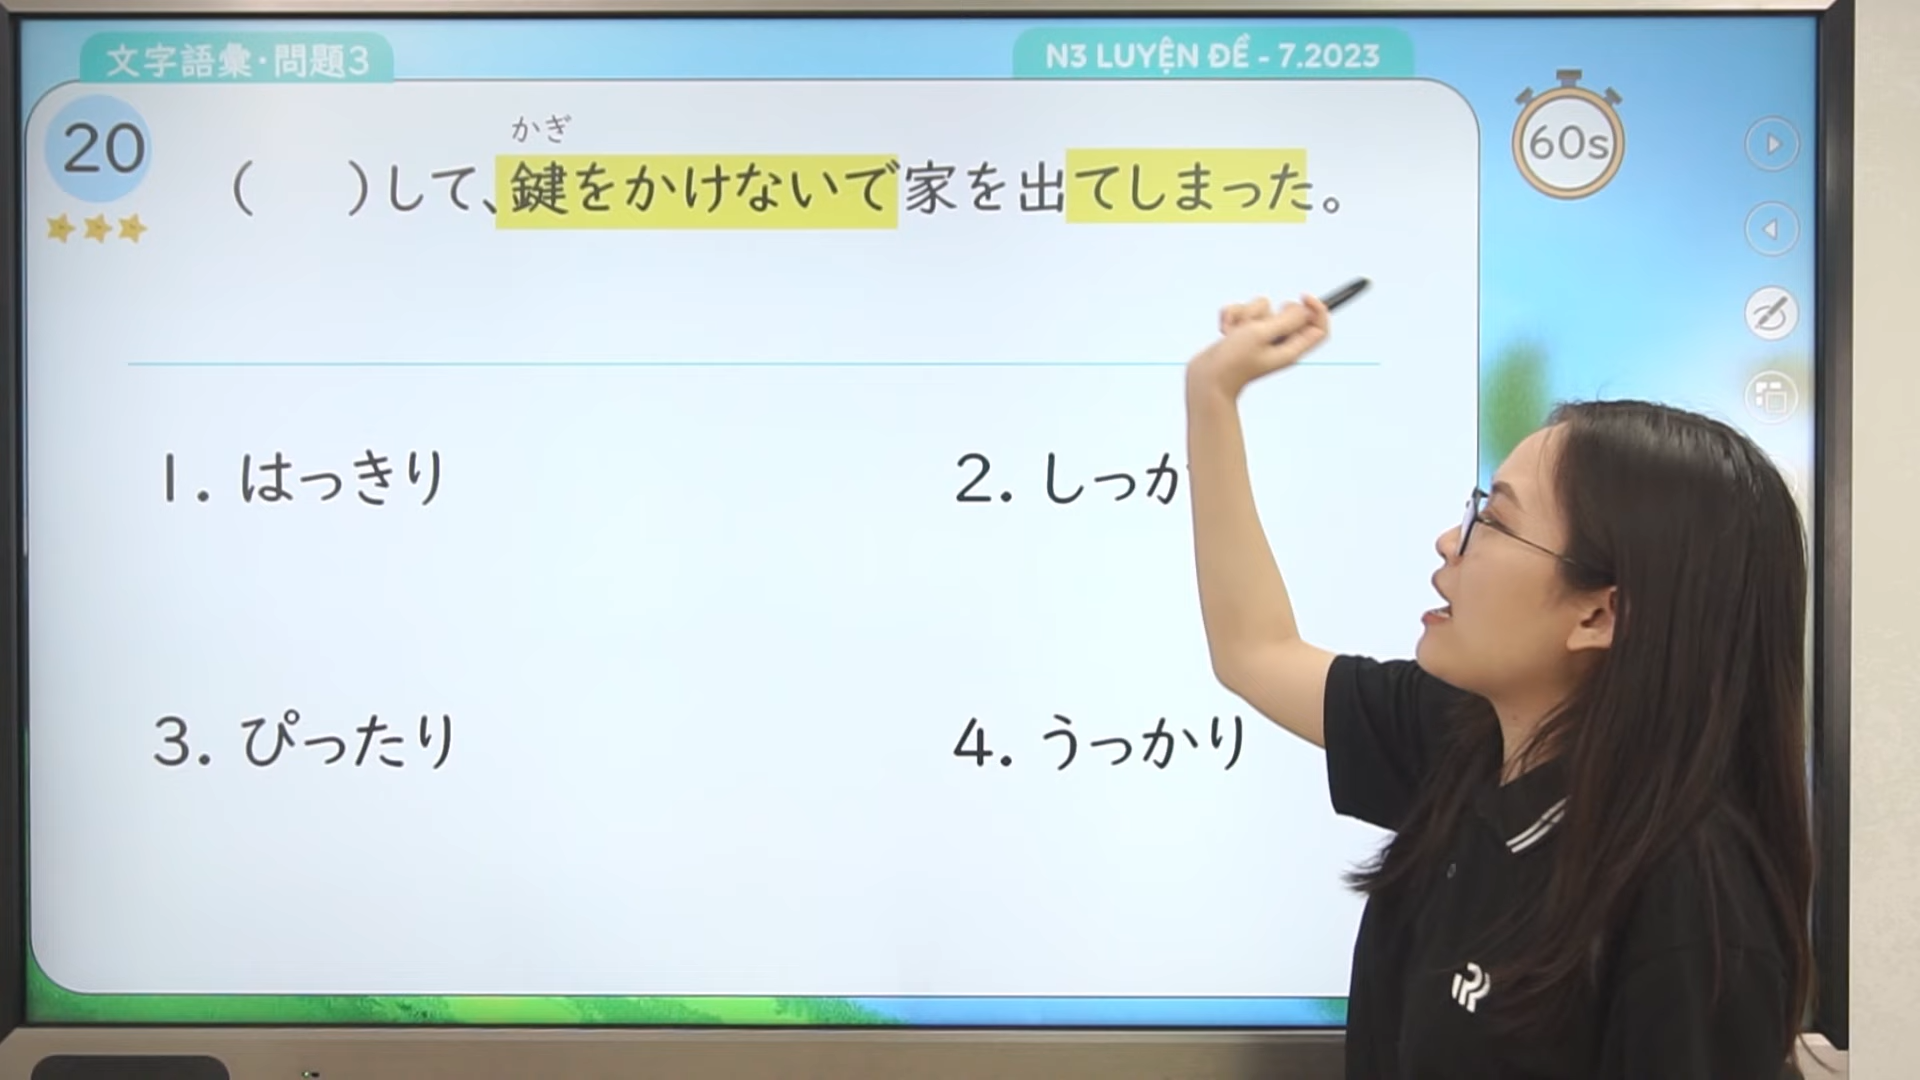 文字語彙・問題3
N3 LUYỆN ĐỀ - 7.2023
20
かぎ
(　　)して、鍵をかけないで家を出てしまった。
60s
1. はっきり
2. しっか
3. ぴったり
4. うっかり